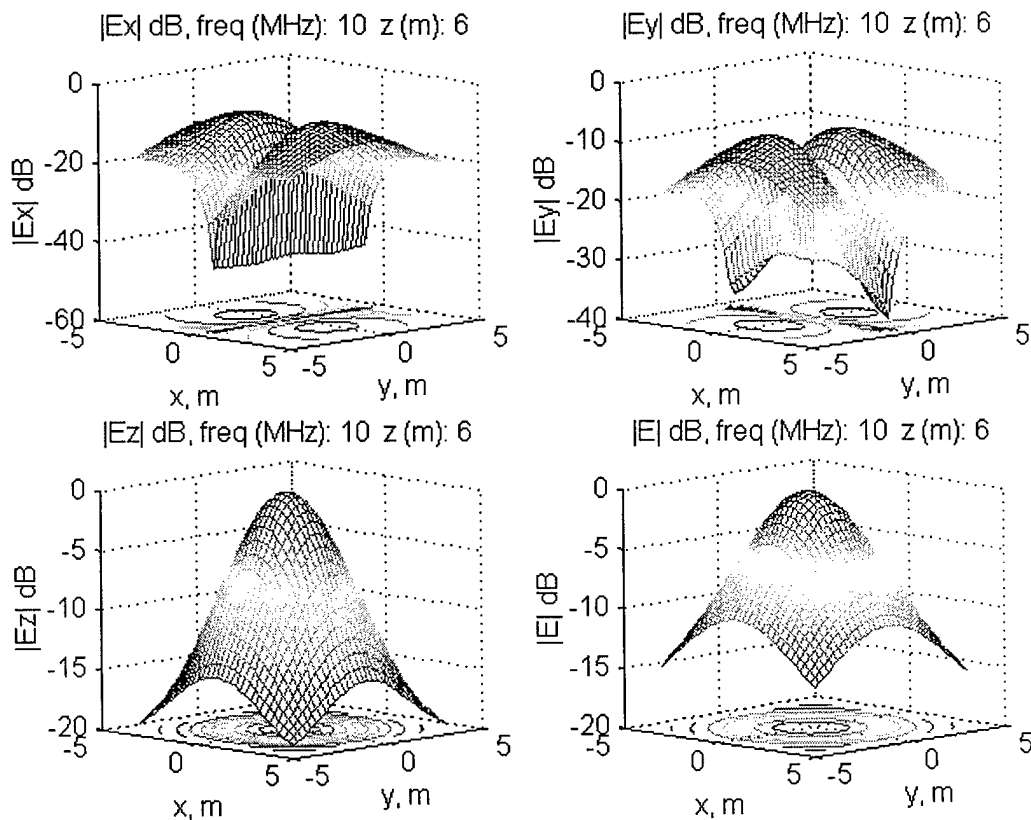 |Ex| dB, freq (MHz): 10 z (m): 6
0
-20
-40
-60
|Ex| dB
-5
0
5
x, m
-5
0
5
y, m
|Ey| dB, freq (MHz): 10 z (m): 6
0
-10
-20
-30
-40
|Ey| dB
-5
0
5
x, m
-5
0
5
y, m
|Ez| dB, freq (MHz): 10 z (m): 6
0
-5
-10
-15
-20
|Ez| dB
-5
0
5
x, m
-5
0
5
y, m
|E| dB, freq (MHz): 10 z (m): 6
0
-5
-10
-15
-20
|E| dB
-5
0
5
x, m
-5
0
5
y, m